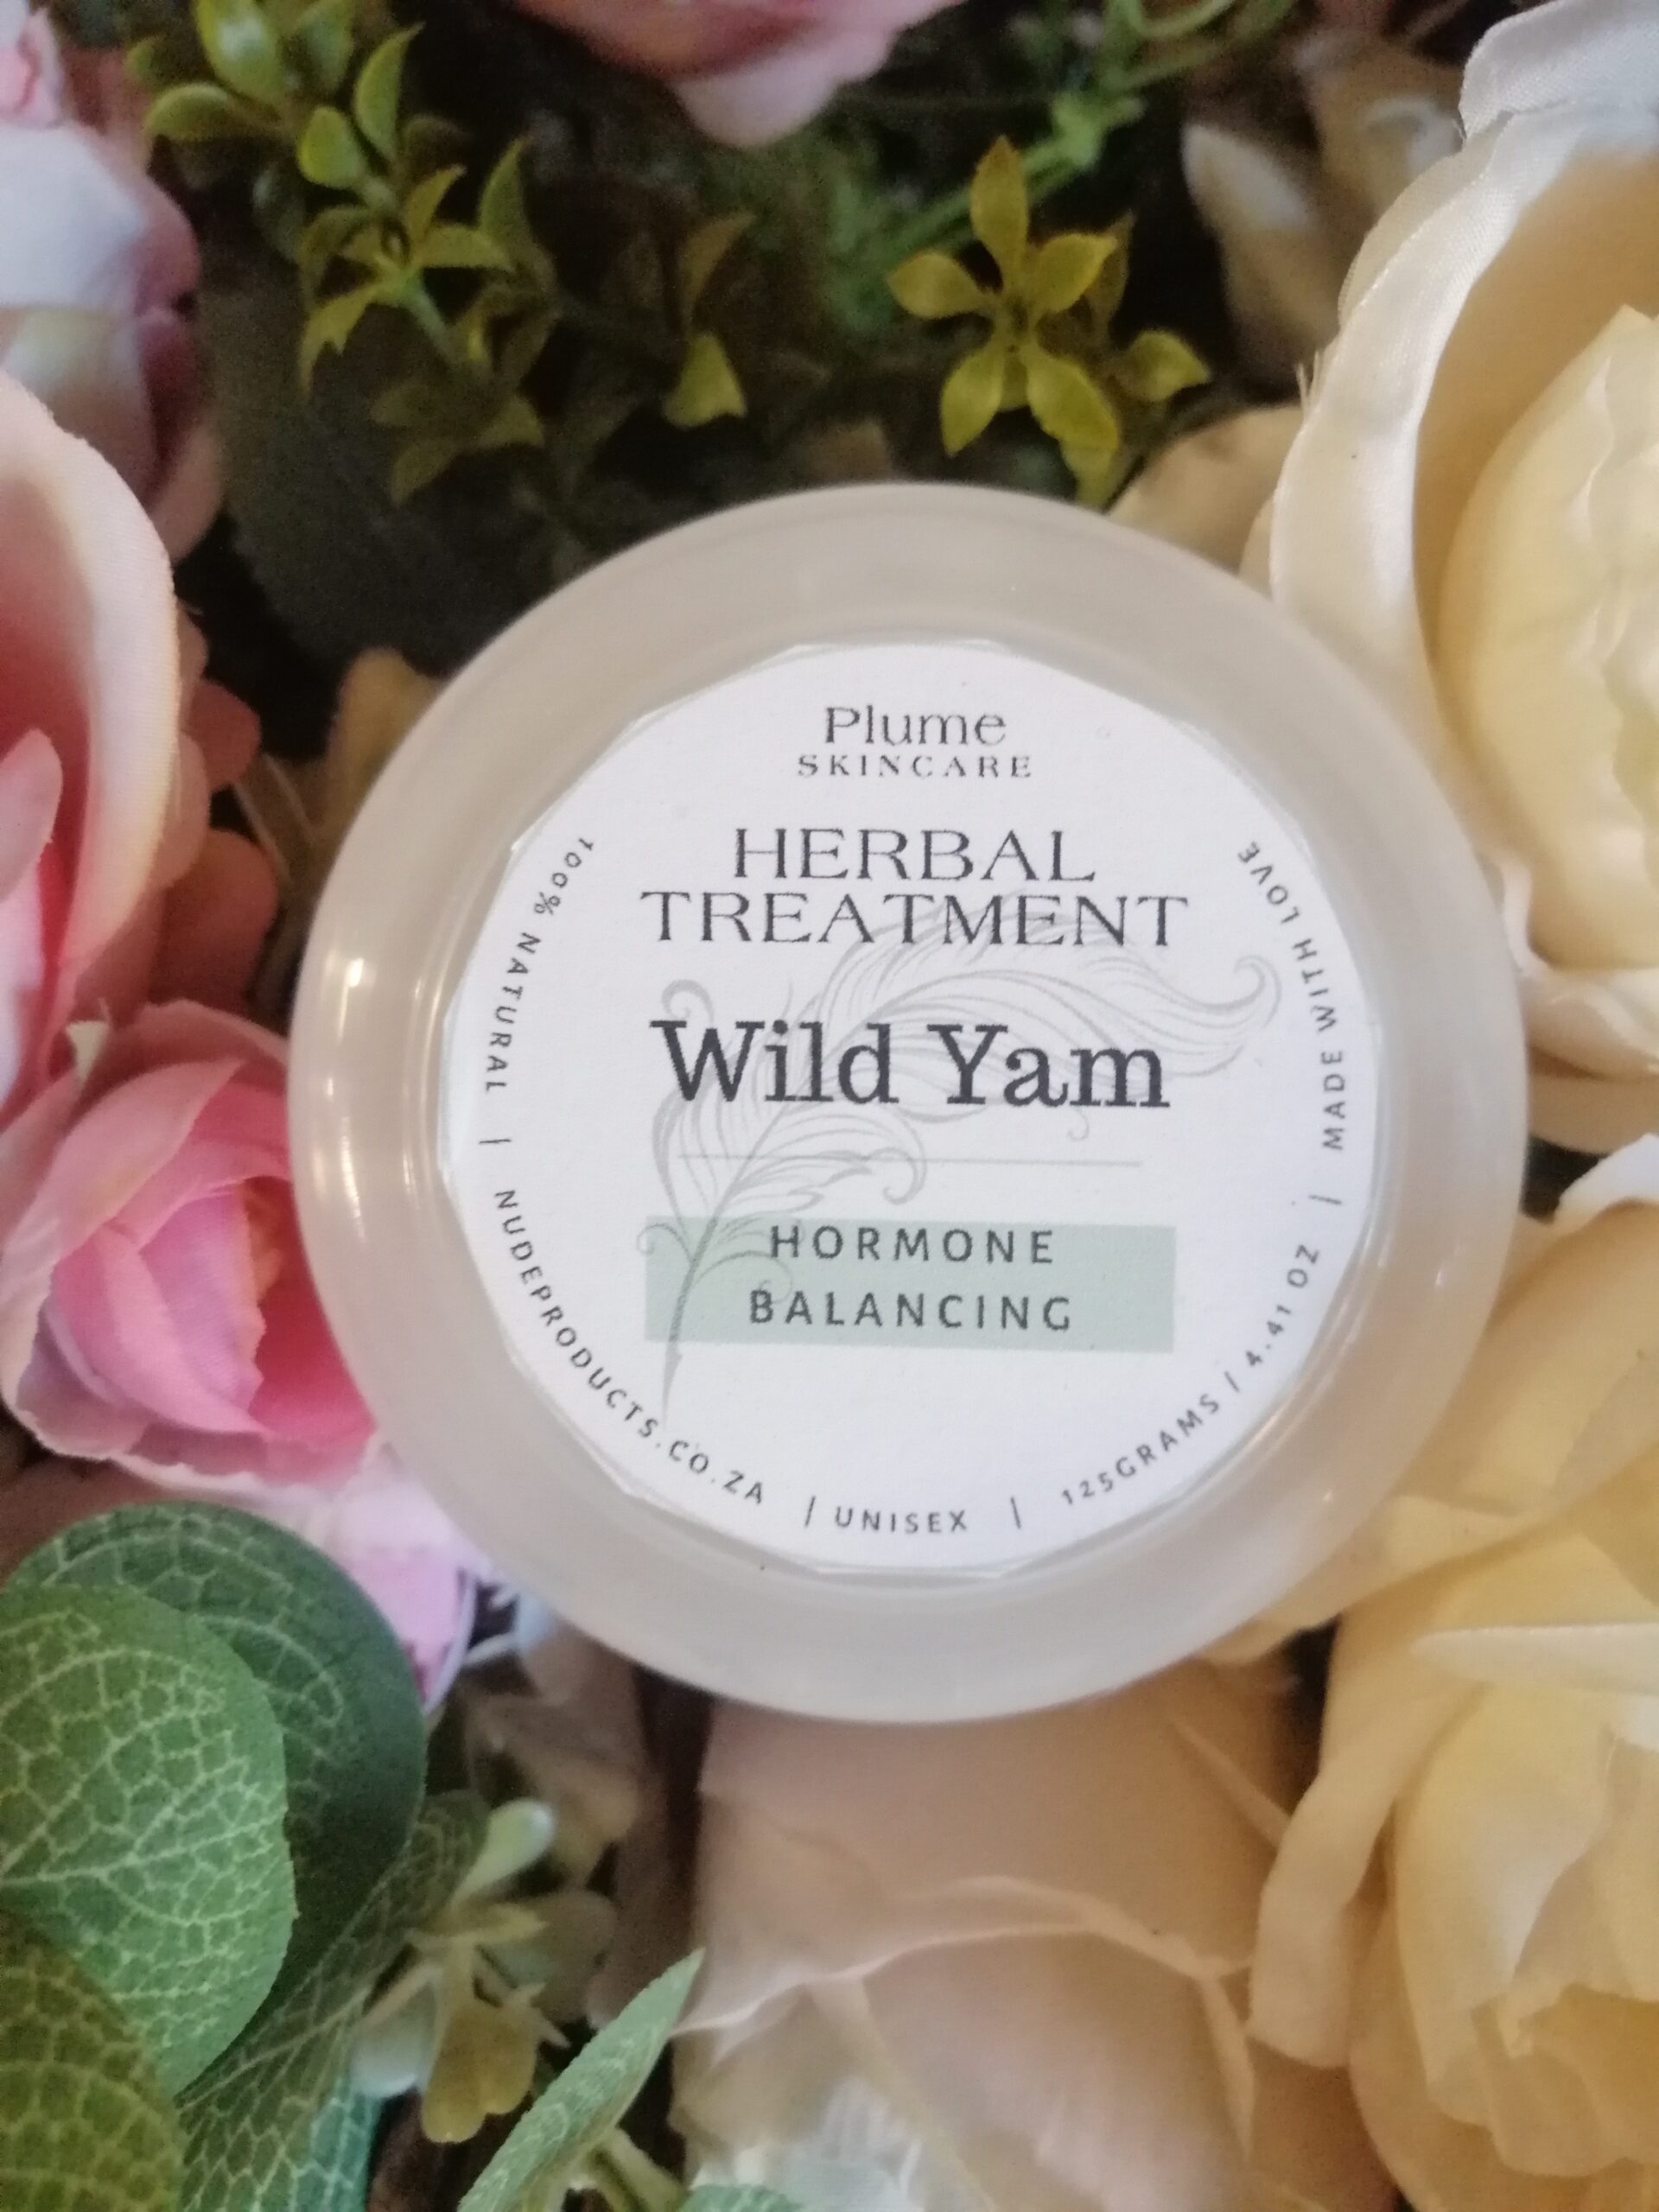 Plume
SKINCARE
HERBAL
TREATMENT
Wild Yam
HORMONE
BALANCING
100% NATURAL | NUDEPRODUCTS.CO.ZA | UNISEX | 125GRAMS / 4.41 OZ | MADE WITH LOVE